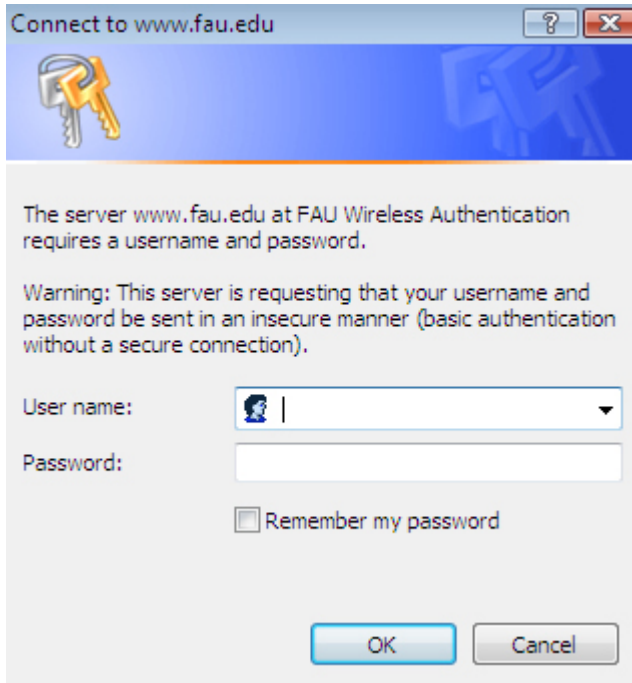 Connect to www.fau.edu
The server www.fau.edu at FAU Wireless Authentication
requires a username and password.
Warning: This server is requesting that your username and
password be sent in an insecure manner (basic authentication
without a secure connection).
User name:
Password:
Remember my password
OK
Cancel